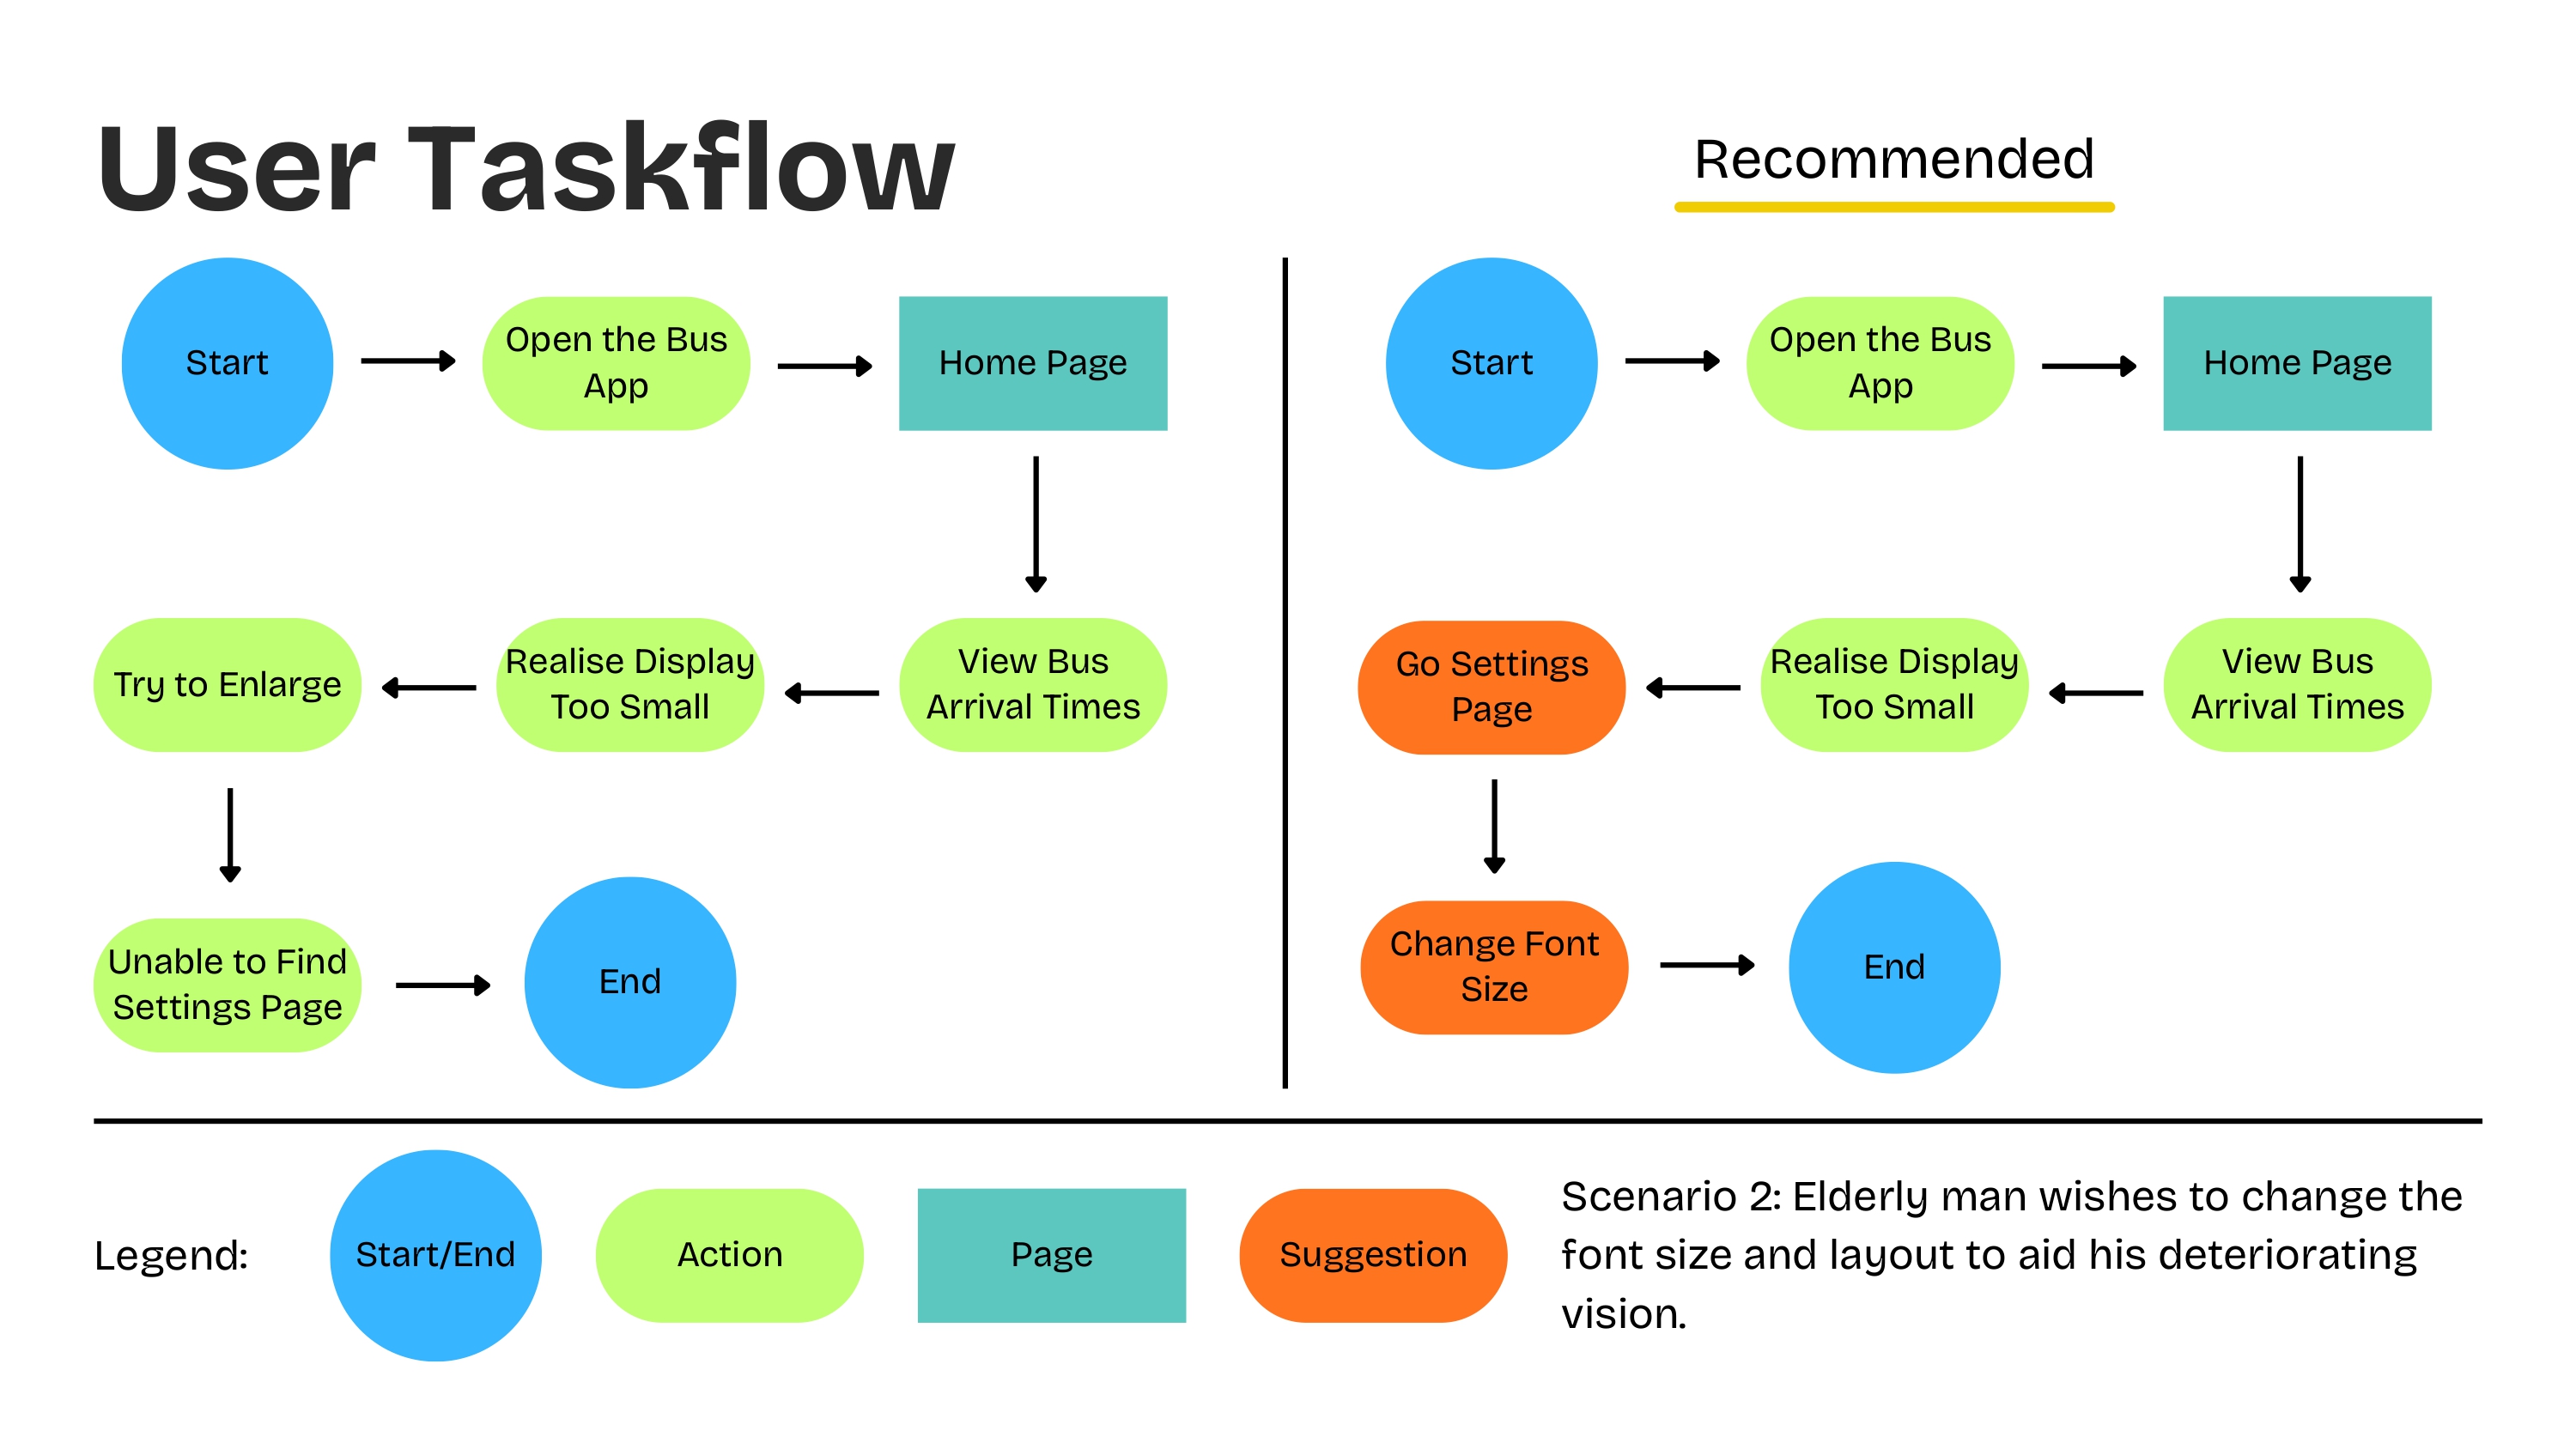 User Taskflow
Recommended
Start
Open the Bus
App
Home Page
View Bus
Arrival Times
Realise Display
Too Small
Try to Enlarge
Unable to Find
Settings Page
End
Start
Open the Bus
App
Home Page
View Bus
Arrival Times
Realise Display
Too Small
Go Settings
Page
Change Font
Size
End
Legend:
Start/End
Action
Page
Suggestion
Scenario 2: Elderly man wishes to change the
font size and layout to aid his deteriorating
vision.